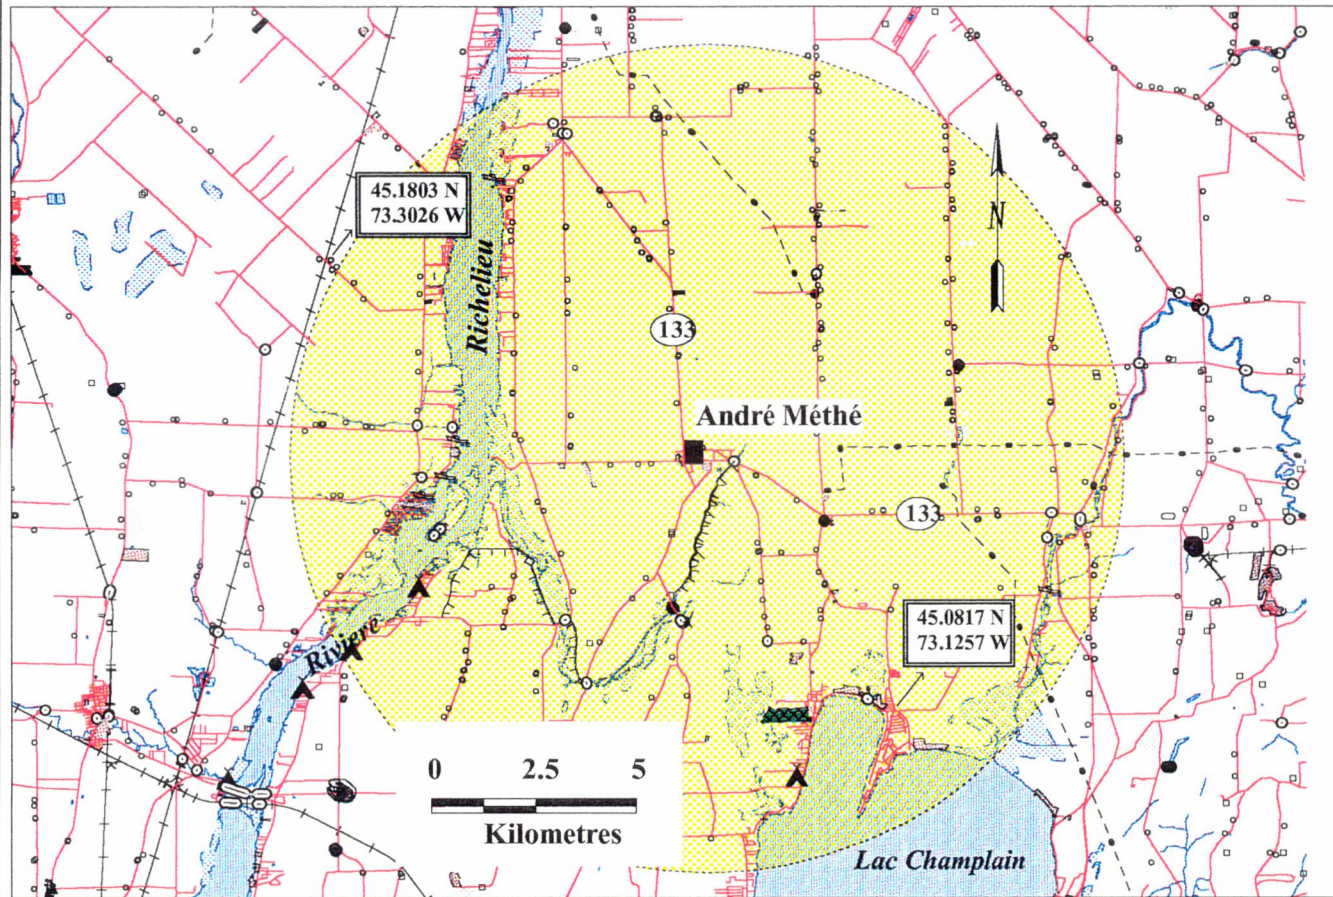 45.1803 N
73.3026 W
N
Richelieu
133
André Méthé
133
45.0817 N
73.1257 W
Rivière
0 2.5 5
Kilometres
Lac Champlain